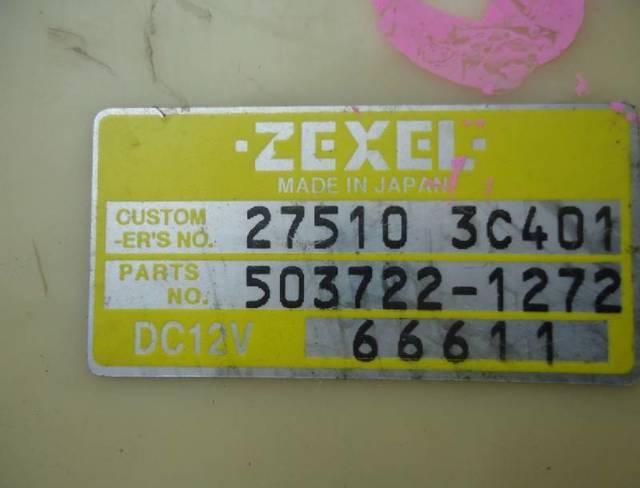 ·ZEXEL·
MADE IN JAPAN
CUSTOM
-ER'S NO. 27510 3C401
PARTS
NO. 503722-1272
DC12V 66611